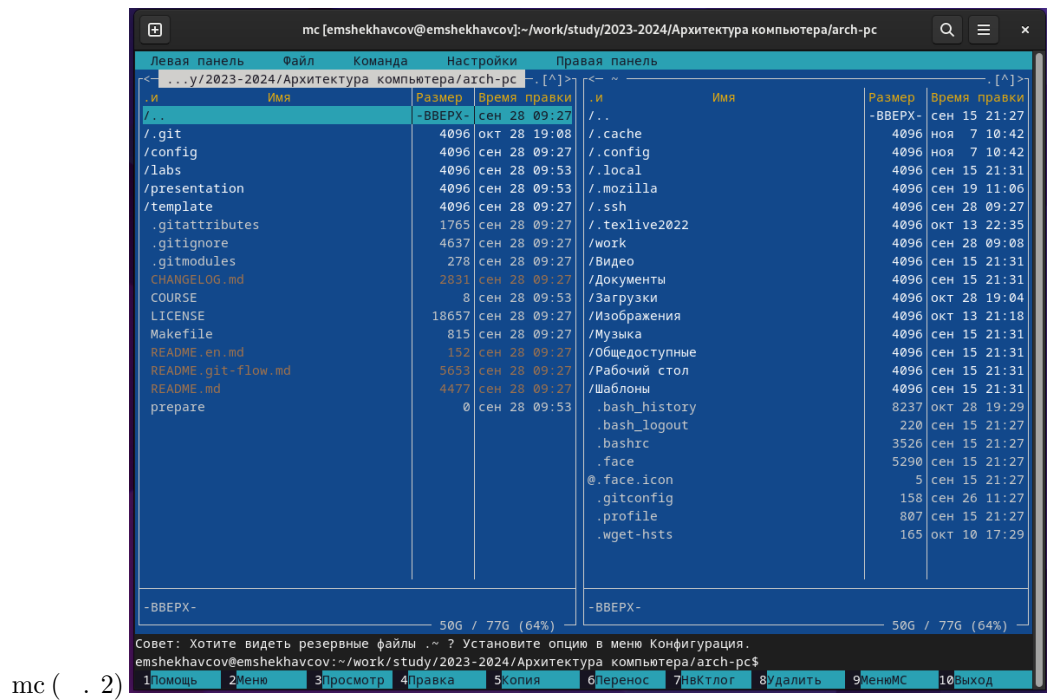 mc [emshekhavcov@emshekhavcov]:~/work/study/2023-2024/Архитектура компьютера/arch-pc
Левая панель Файл Команда Настройки Правая панель
<─ ...y/2023-2024/Архитектура компьютера/arch-pc ─.[^]>
.и Имя Размер Время правки
/.. -ВВЕРХ- сен 28 09:27
/.git 4096 окт 28 19:08
/config 4096 сен 28 09:27
/labs 4096 сен 28 09:53
/presentation 4096 сен 28 09:53
/template 4096 сен 28 09:27
.gitattributes 1765 сен 28 09:27
.gitignore 4637 сен 28 09:27
.gitmodules 278 сен 28 09:27
CHANGELOG.md 2831 сен 28 09:27
COURSE 8 сен 28 09:53
LICENSE 18657 сен 28 09:27
Makefile 815 сен 28 09:27
README.en.md 152 сен 28 09:27
README.git-flow.md 5653 сен 28 09:27
README.md 4477 сен 28 09:27
prepare 0 сен 28 09:53
-ВВЕРХ-
50G / 77G (64%)
<─ ~ ─.[^]>
.и Имя Размер Время правки
/.. -ВВЕРХ- сен 15 21:27
/.cache 4096 ноя 7 10:42
/.config 4096 ноя 7 10:42
/.local 4096 сен 15 21:31
/.mozilla 4096 сен 19 11:06
/.ssh 4096 сен 28 09:27
/.texlive2022 4096 окт 13 22:35
/work 4096 сен 28 09:08
/Видео 4096 сен 15 21:31
/Документы 4096 сен 15 21:31
/Загрузки 4096 окт 28 19:04
/Изображения 4096 окт 13 21:18
/Музыка 4096 сен 15 21:31
/Общедоступные 4096 сен 15 21:31
/Рабочий стол 4096 сен 15 21:31
/Шаблоны 4096 сен 15 21:31
.bash_history 8237 окт 28 19:29
.bash_logout 220 сен 15 21:27
.bashrc 3526 сен 15 21:27
.face 5290 сен 15 21:27
@.face.icon 5 сен 15 21:27
.gitconfig 158 сен 26 11:27
.profile 807 сен 15 21:27
.wget-hsts 165 окт 10 17:29
-ВВЕРХ-
50G / 77G (64%)
Совет: Хотите видеть резервные файлы .~ ? Установите опцию в меню Конфигурация.
emshekhavcov@emshekhavcov:~/work/study/2023-2024/Архитектура компьютера/arch-pc$
1Помощь 2Меню 3Просмотр 4Правка 5Копия 6Перенос 7НвКтлог 8Удалить 9МенюMC 10Выход
mc ( . 2)